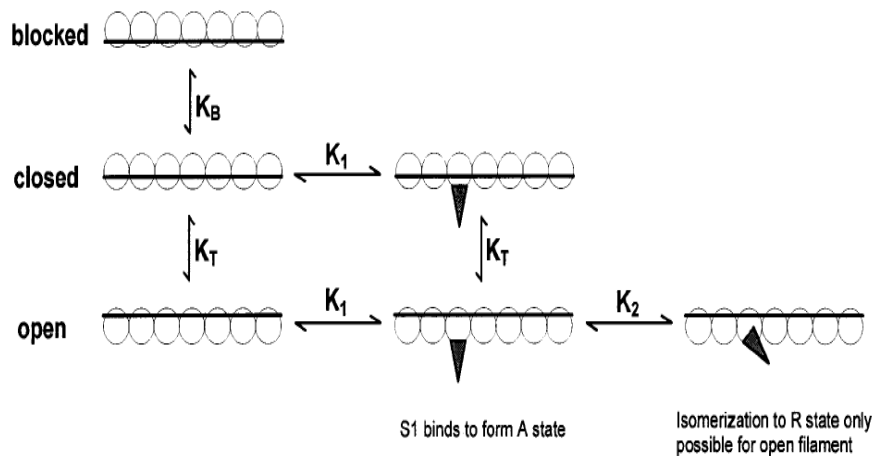 blocked
K_B
closed
K_1
K_T
K_T
open
K_1
K_2
S1 binds to form A state
Isomerization to R state only
possible for open filament